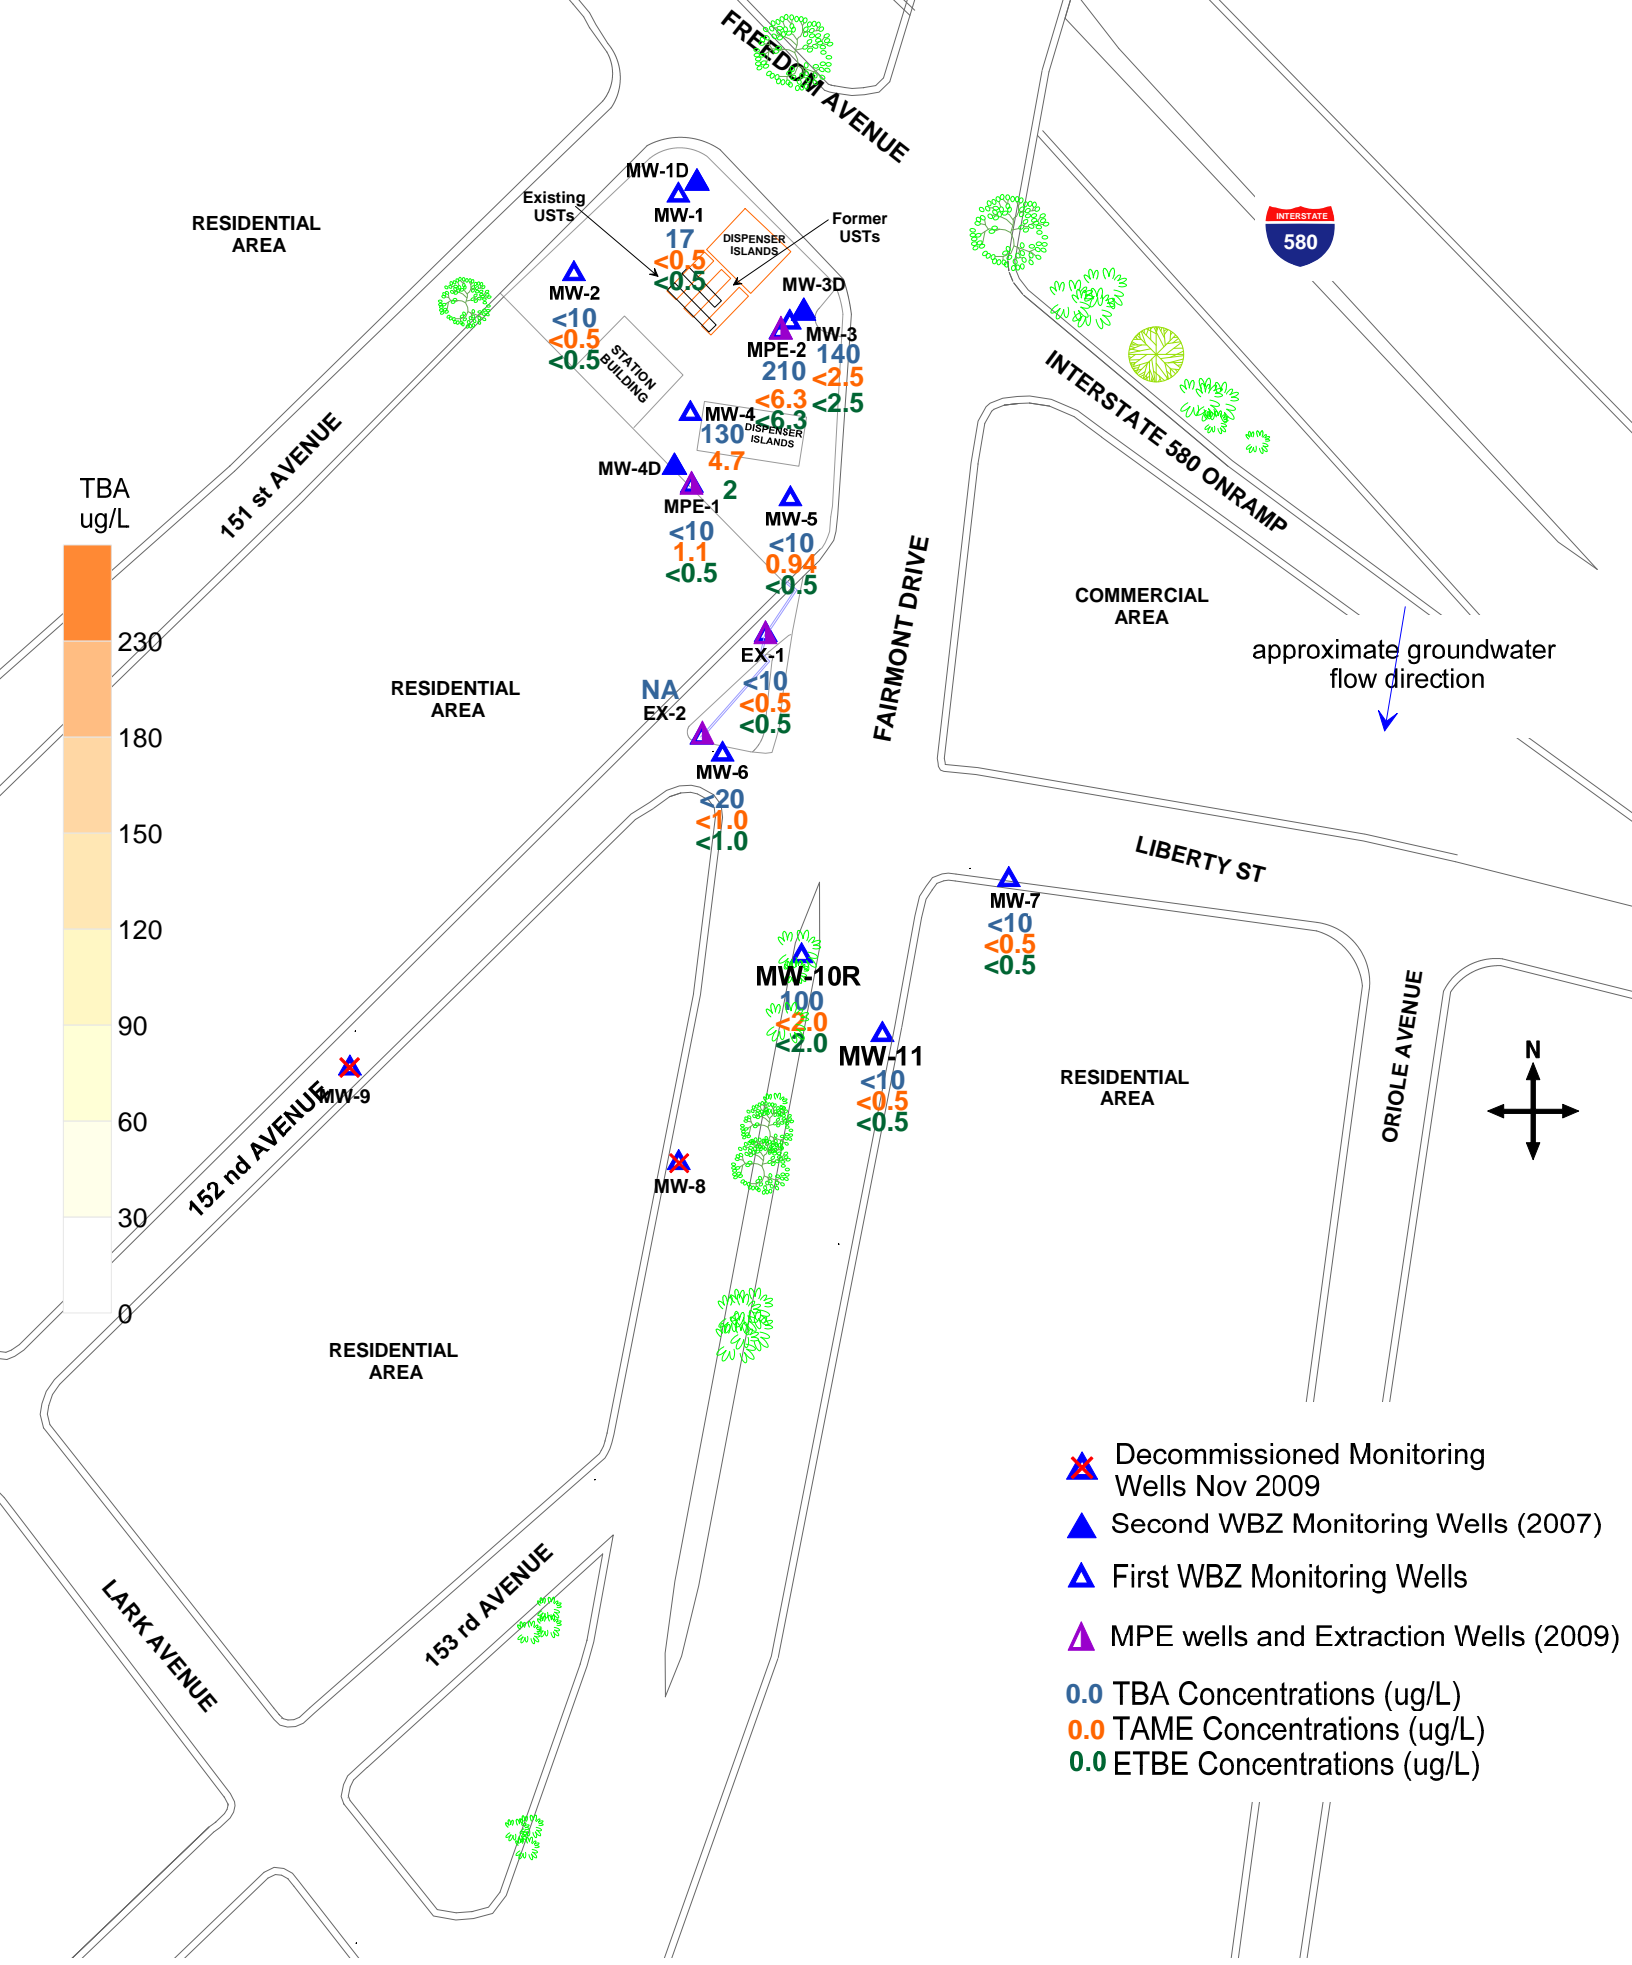 FREEDOM AVENUE
MW-1D
Existing
USTs
MW-1
17
<0.5
<0.5
DISPENSER
ISLANDS
Former
USTs
RESIDENTIAL
AREA
INTERSTATE
580
MW-2
<10
<0.5
<0.5
MW-3D
MW-3
140
<2.5
<2.5
MPE-2
210
<6.3
<6.3
STATION
BUILDING
MW-4
130
4.7
2
DISPENSER
ISLANDS
INTERSTATE 580 ONRAMP
151 st AVENUE
MW-4D
MPE-1
<10
1.1
<0.5
MW-5
<10
0.94
<0.5
TBA
ug/L
230
180
150
120
90
60
30
0
FAIRMONT DRIVE
COMMERCIAL
AREA
approximate groundwater
flow direction
EX-1
<10
<0.5
<0.5
RESIDENTIAL
AREA
NA
EX-2
MW-6
<20
<1.0
<1.0
LIBERTY ST
MW-7
<10
<0.5
<0.5
MW-10R
100
<2.0
<2.0
MW-11
<10
<0.5
<0.5
ORIOLE AVENUE
N
RESIDENTIAL
AREA
MW-9
152 nd AVENUE
MW-8
RESIDENTIAL
AREA
Decommissioned Monitoring
Wells Nov 2009
Second WBZ Monitoring Wells (2007)
First WBZ Monitoring Wells
MPE wells and Extraction Wells (2009)
0.0 TBA Concentrations (ug/L)
0.0 TAME Concentrations (ug/L)
0.0 ETBE Concentrations (ug/L)
153 rd AVENUE
LARK AVENUE